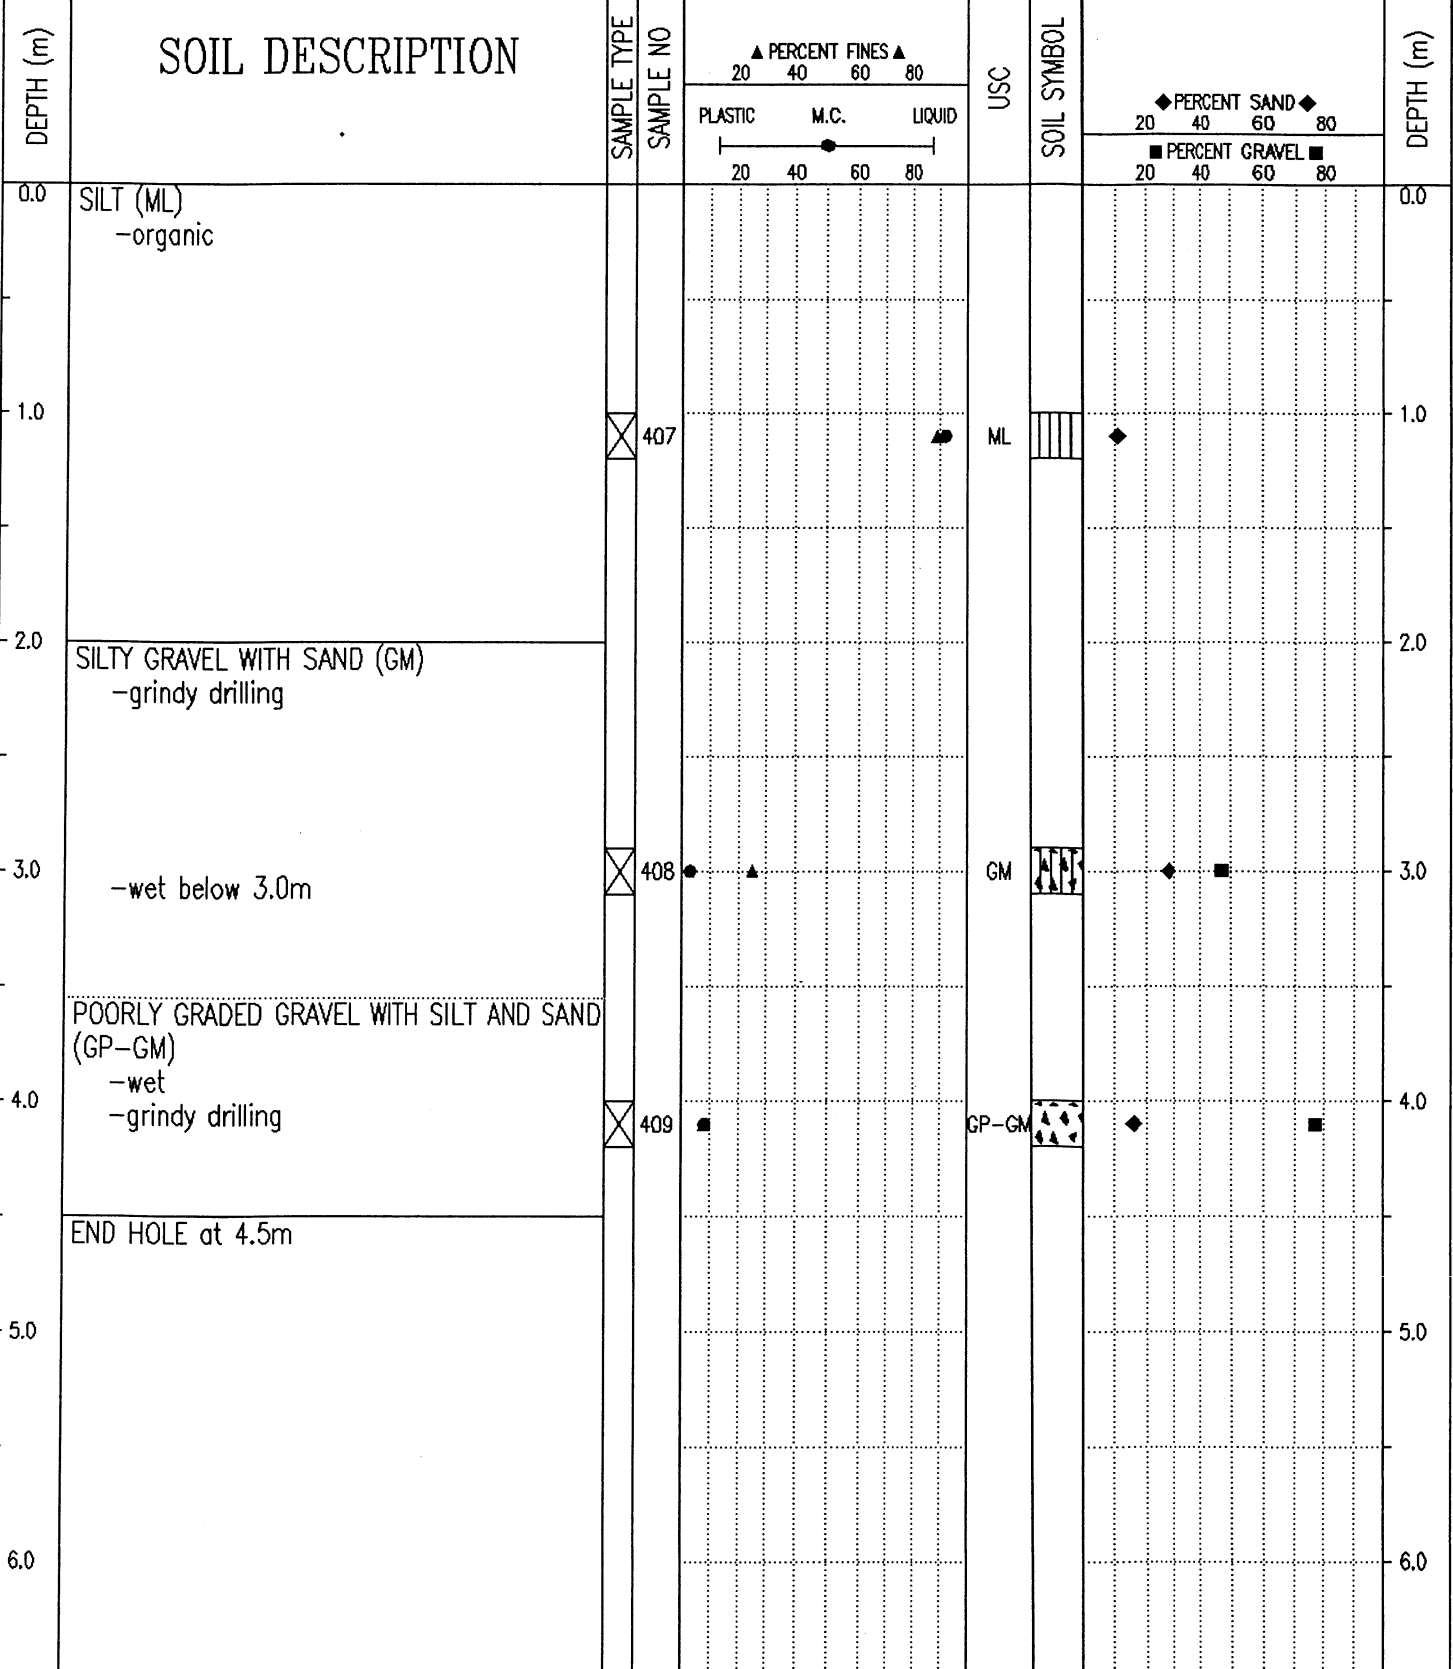 DEPTH (m)
SOIL DESCRIPTION
SAMPLE TYPE
SAMPLE NO
▲ PERCENT FINES ▲
20 40 60 80
PLASTIC M.C. LIQUID
20 40 60 80
USC
SOIL SYMBOL
◆PERCENT SAND◆
20 40 60 80
■PERCENT GRAVEL■
20 40 60 80
DEPTH (m)
0.0 SILT (ML) 0.0
-organic
1.0 1.0
407 ML
2.0 2.0
SILTY GRAVEL WITH SAND (GM)
-grindy drilling
3.0 408 GM 3.0
-wet below 3.0m
POORLY GRADED GRAVEL WITH SILT AND SAND
(GP-GM)
-wet
4.0 4.0
-grindy drilling
409 GP-GM
END HOLE at 4.5m
5.0 5.0
6.0 6.0